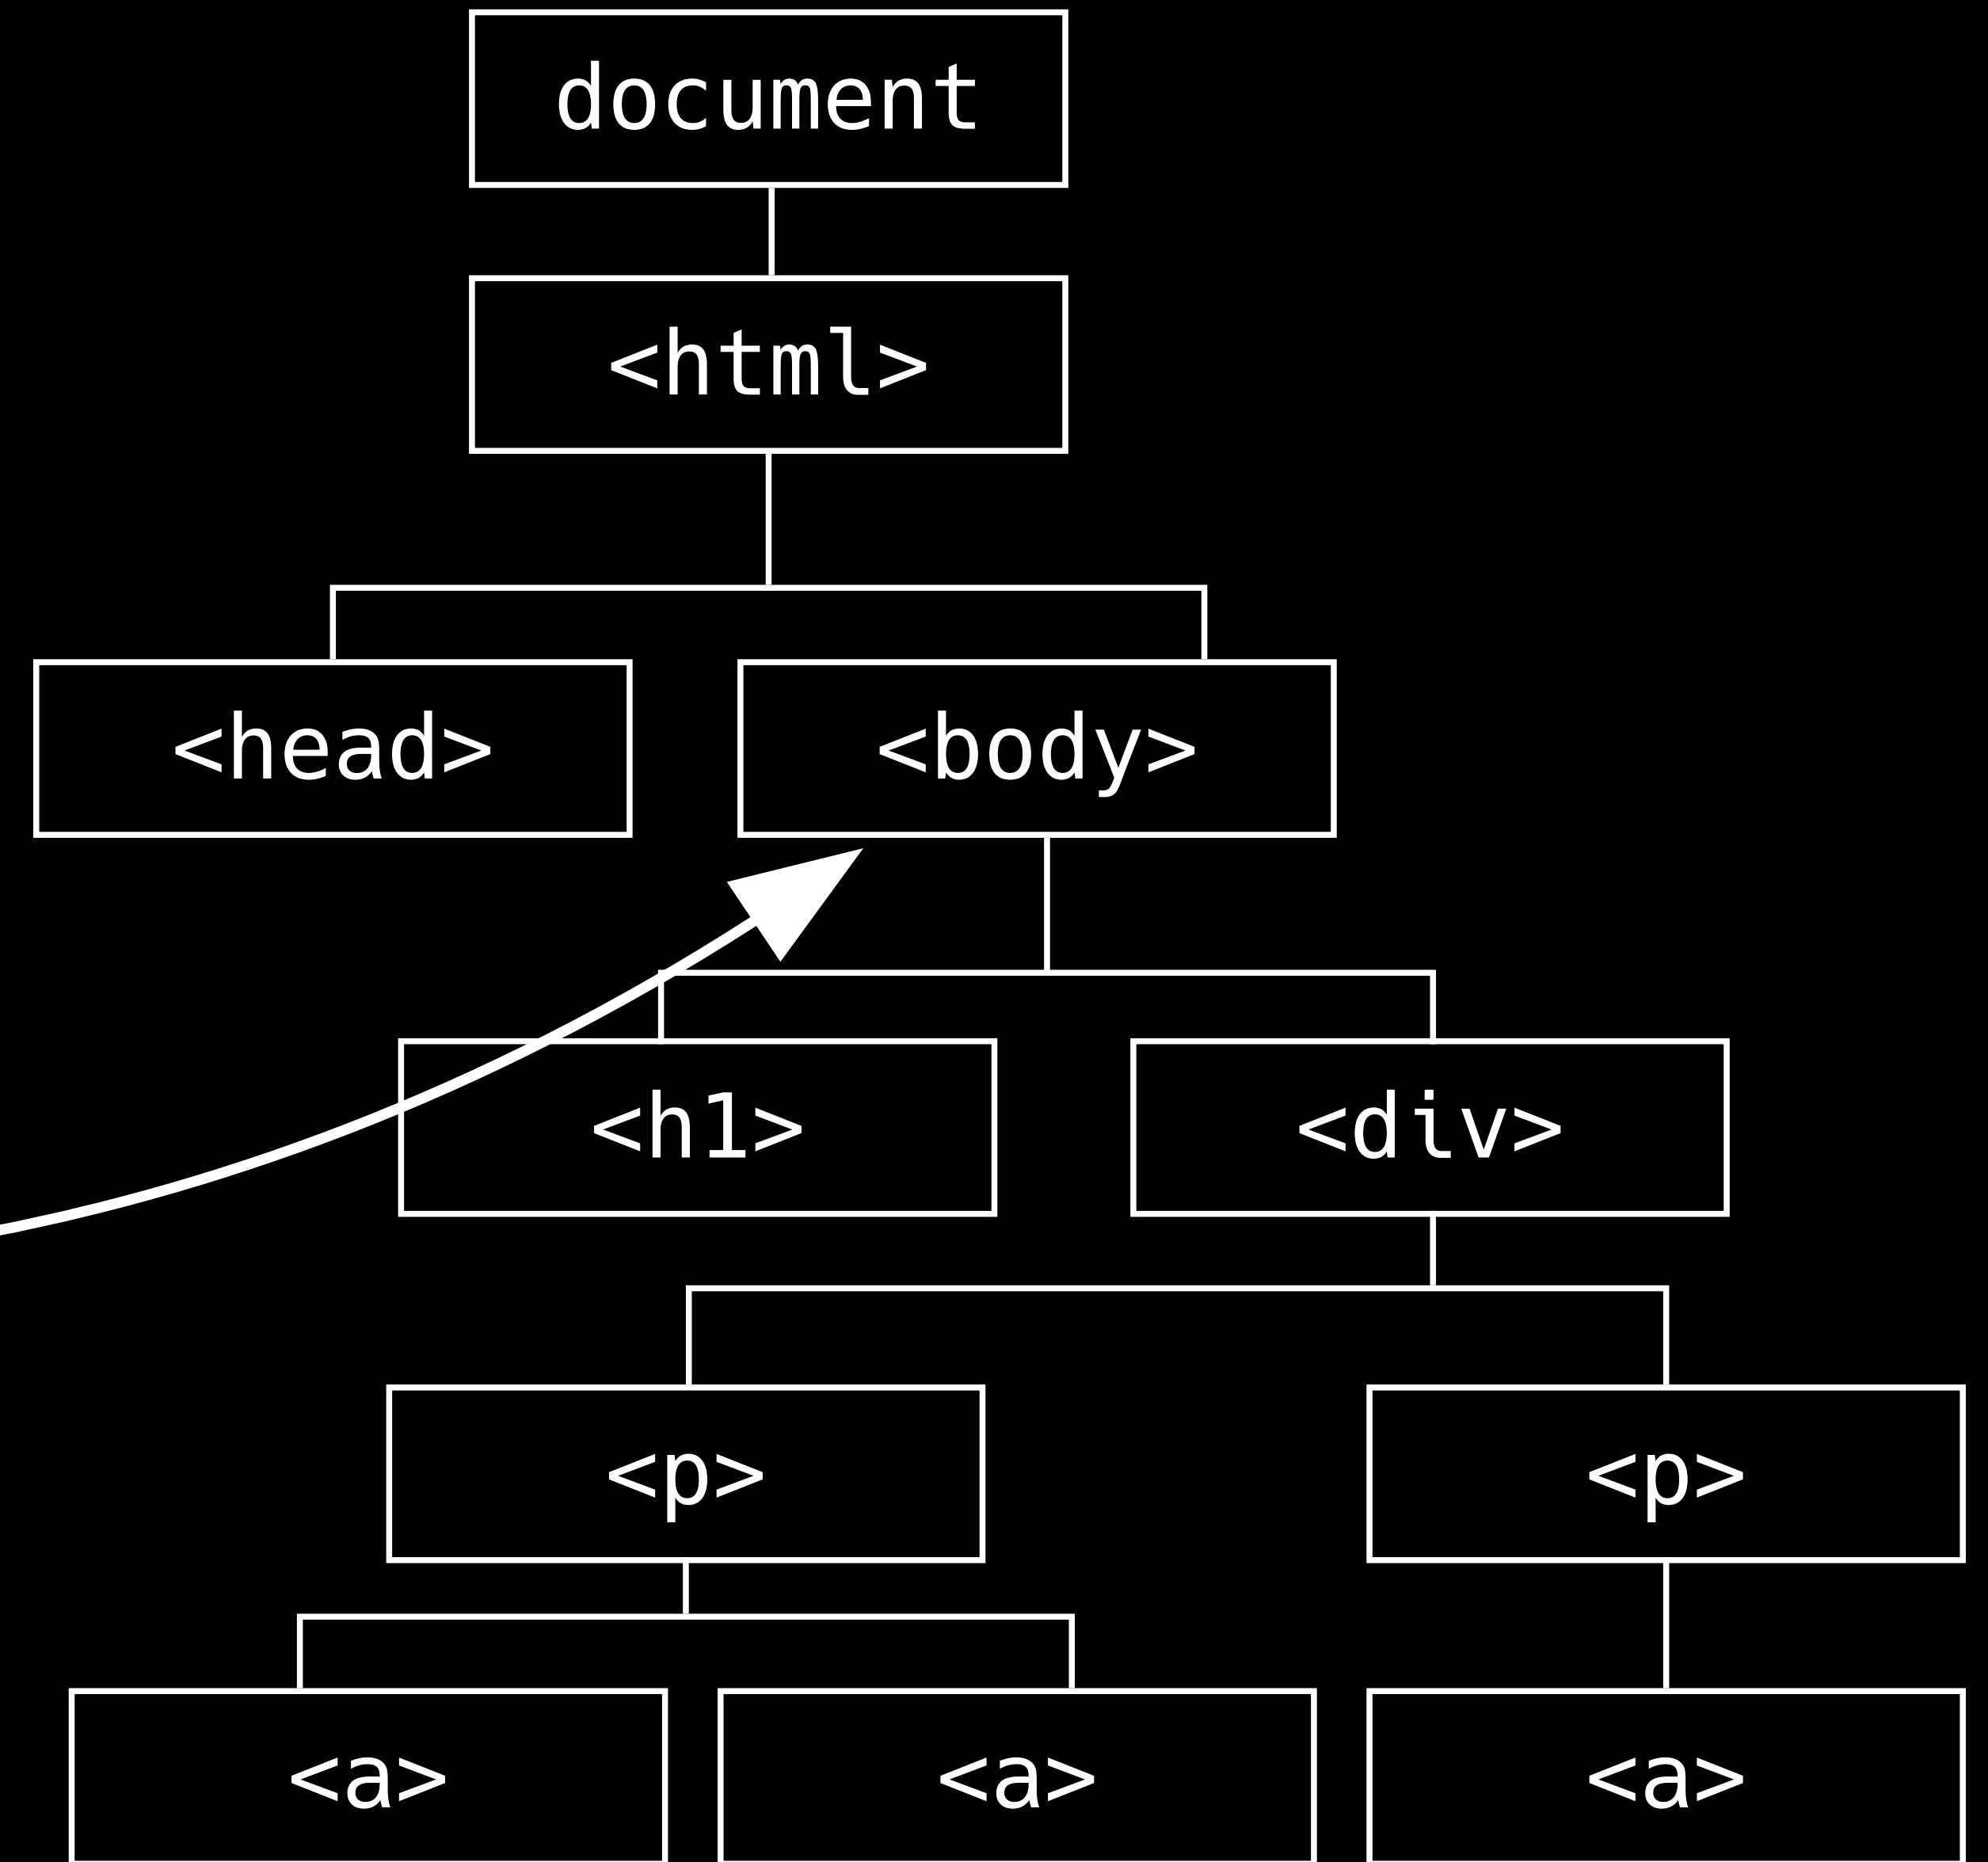 document
<html>
<head>
<body>
<h1>
<div>
<p>
<p>
<a>
<a>
<a>